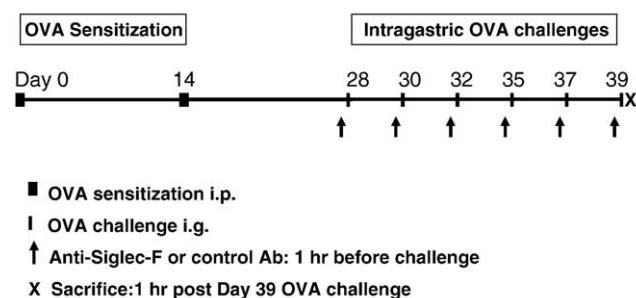 OVA Sensitization
Intragastric OVA challenges
Day 0 14 28 30 32 35 37 39
X
OVA sensitization i.p.
OVA challenge i.g.
Anti-Siglec-F or control Ab: 1 hr before challenge
X Sacrifice:1 hr post Day 39 OVA challenge